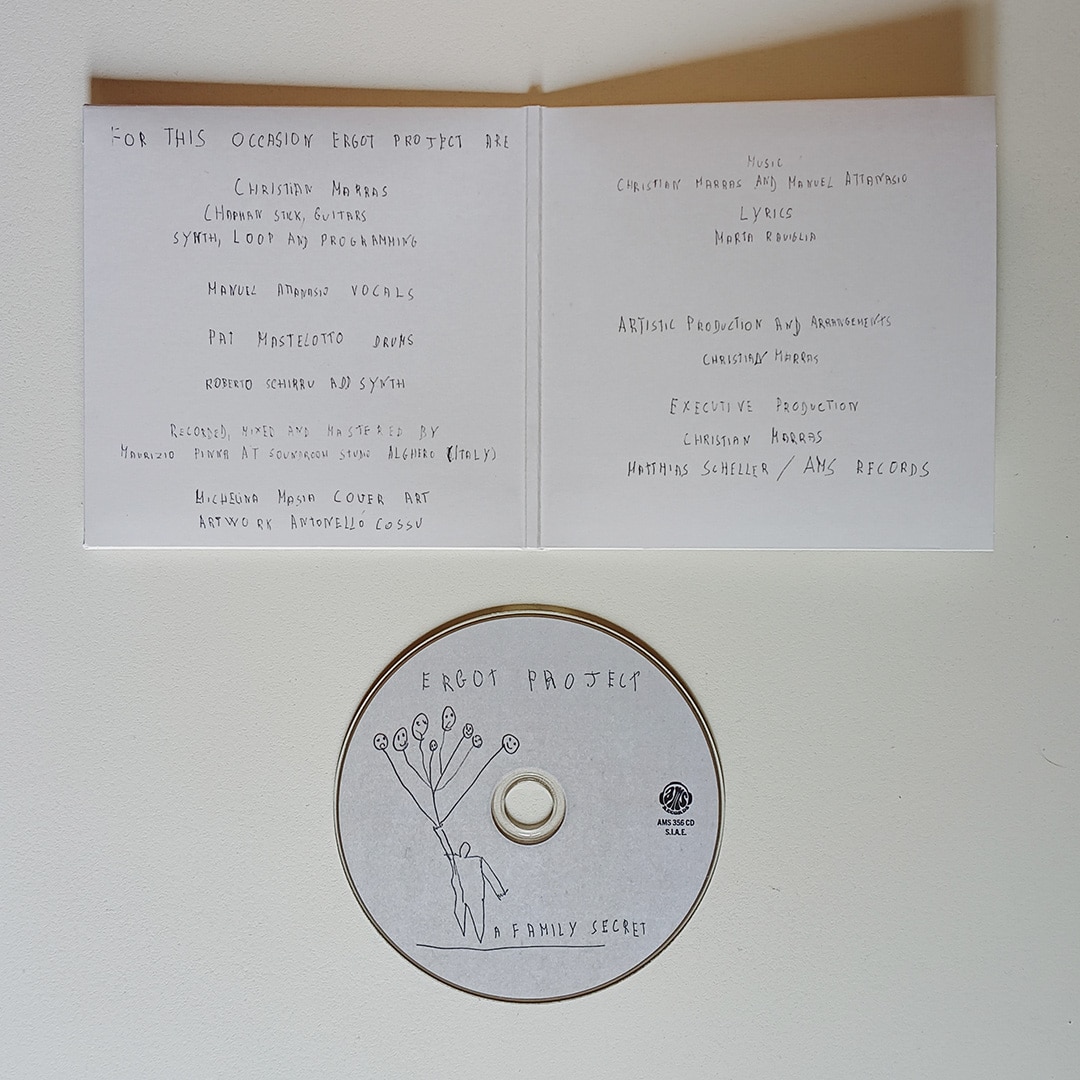 FOR THIS OCCASION ERGOT PROJECT ARE
CHRISTIAN MARRAS
CHAPMAN STICK, GUITARS
SYNTH, LOOP AND PROGRAMMING
MANUEL ATTANASIO VOCALS
PAT MASTELOTTO DRUMS
ROBERTO SCHIRRU ADD SYNTH
RECORDED, MIXED AND MASTERED BY
MAURIZIO PINNA AT SOUNDROOM STUDIO ALGHERO (ITALY)
MICHELINA MASIA COVER ART
ARTWORK ANTONELLO COSSU
MUSIC
CHRISTIAN MARRAS AND MANUEL ATTANASIO
LYRICS
MARTA RAVIGLIA
ARTISTIC PRODUCTION AND ARRANGEMENTS
CHRISTIAN MARRAS
EXECUTIVE PRODUCTION
CHRISTIAN MARRAS
MATTHIAS SCHELLER / AMS RECORDS
ERGOT PROJECT
AMS
RECORDS
AMS 356 CD
S.I.A.E.
A FAMILY SECRET